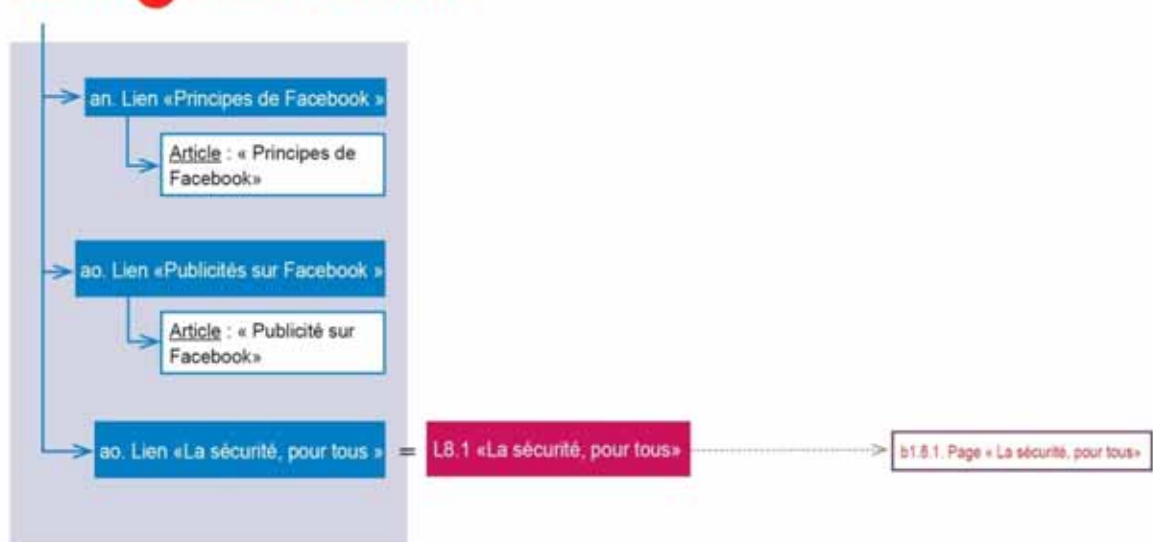 an. Lien «Principes de Facebook »
Article : « Principes de
Facebook»
ao. Lien «Publicités sur Facebook »
Article : « Publicité sur
Facebook»
ao. Lien «La sécurité, pour tous » = L8.1 «La sécurité, pour tous» b1.8.1. Page « La sécurité, pour tous»